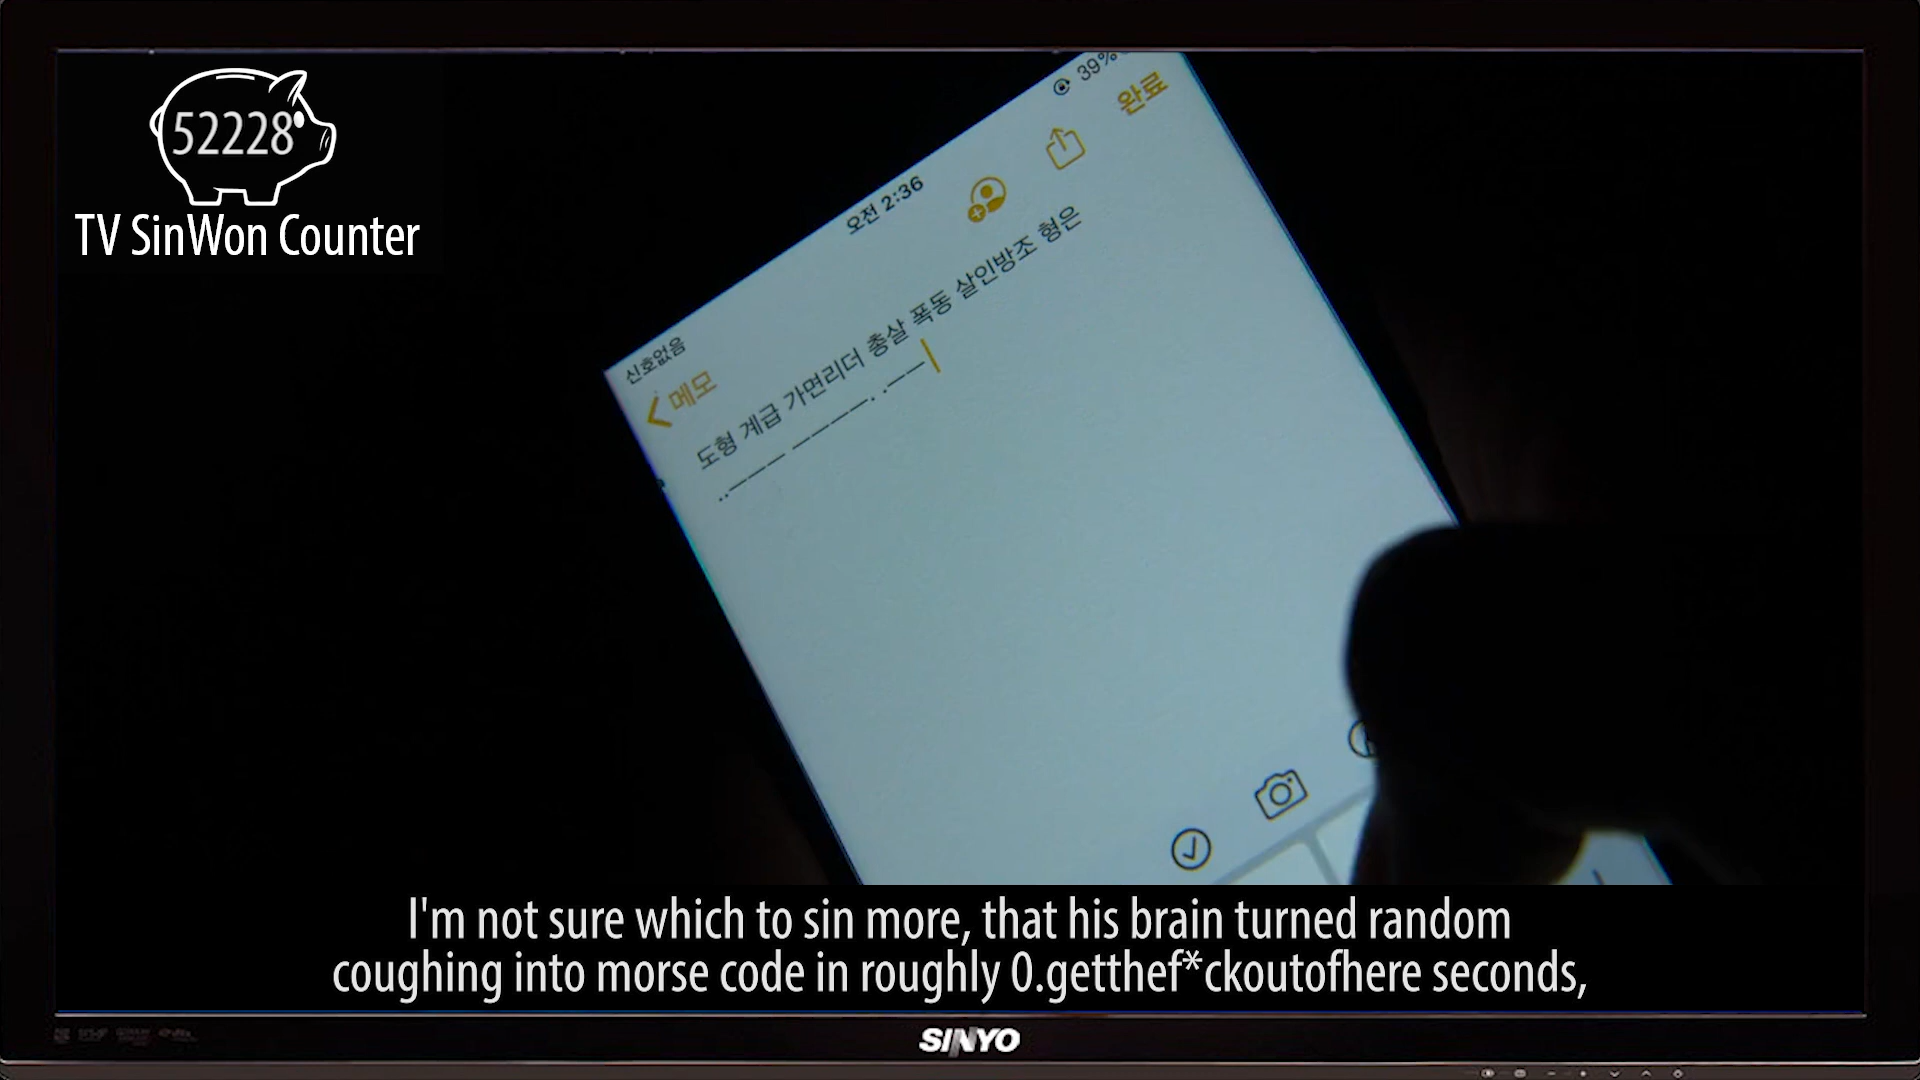 52228
TV SinWon Counter
39%
완료
오전 2:36
신호없음
메모
도형 계급 가면리더 총살 폭동 살인방조 형은
..——— ————. .——
I'm not sure which to sin more, that his brain turned random
coughing into morse code in roughly 0.getthef*ckoutofhere seconds,
SINYO